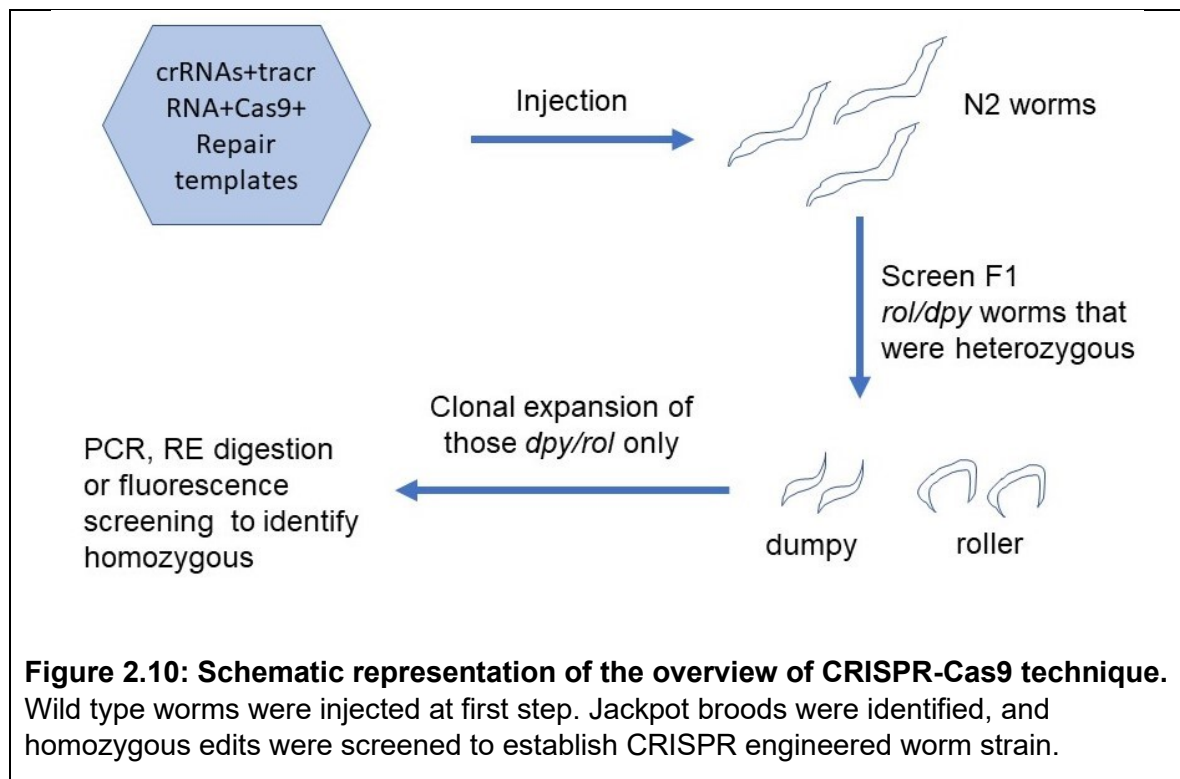 crRNAs+tracr
RNA+Cas9+
Repair
templates
Injection
N2 worms
Screen F1
rol/dpy worms that
were heterozygous
Clonal expansion of
those dpy/rol only
PCR, RE digestion
or fluorescence
screening to identify
homozygous
dumpy
roller
Figure 2.10: Schematic representation of the overview of CRISPR-Cas9 technique.
Wild type worms were injected at first step. Jackpot broods were identified, and
homozygous edits were screened to establish CRISPR engineered worm strain.